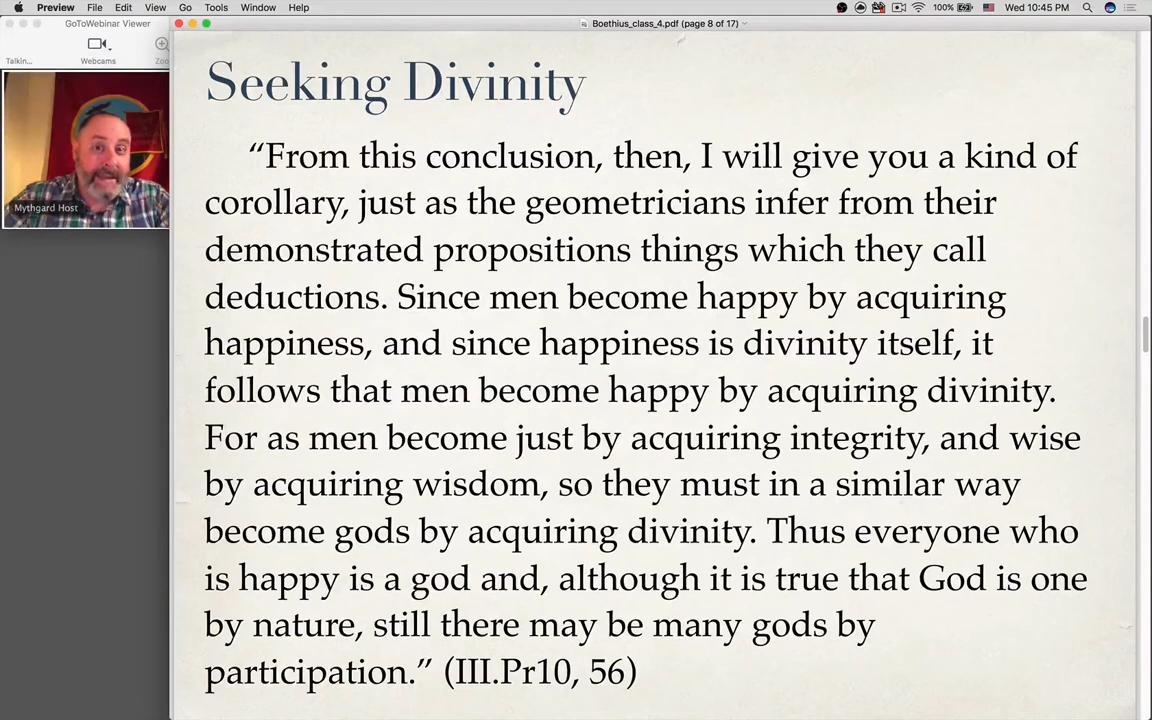 Preview File Edit View Go Tools Window Help
100%
Wed 10:45 PM
GoToWebinar Viewer
Boethius_class_4.pdf (page 8 of 17)
Talkin...
Webcams
Zoo
Mythgard Host
Seeking Divinity
“From this conclusion, then, I will give you a kind of
corollary, just as the geometricians infer from their
demonstrated propositions things which they call
deductions. Since men become happy by acquiring
happiness, and since happiness is divinity itself, it
follows that men become happy by acquiring divinity.
For as men become just by acquiring integrity, and wise
by acquiring wisdom, so they must in a similar way
become gods by acquiring divinity. Thus everyone who
is happy is a god and, although it is true that God is one
by nature, still there may be many gods by
participation.” (III.Pr10, 56)